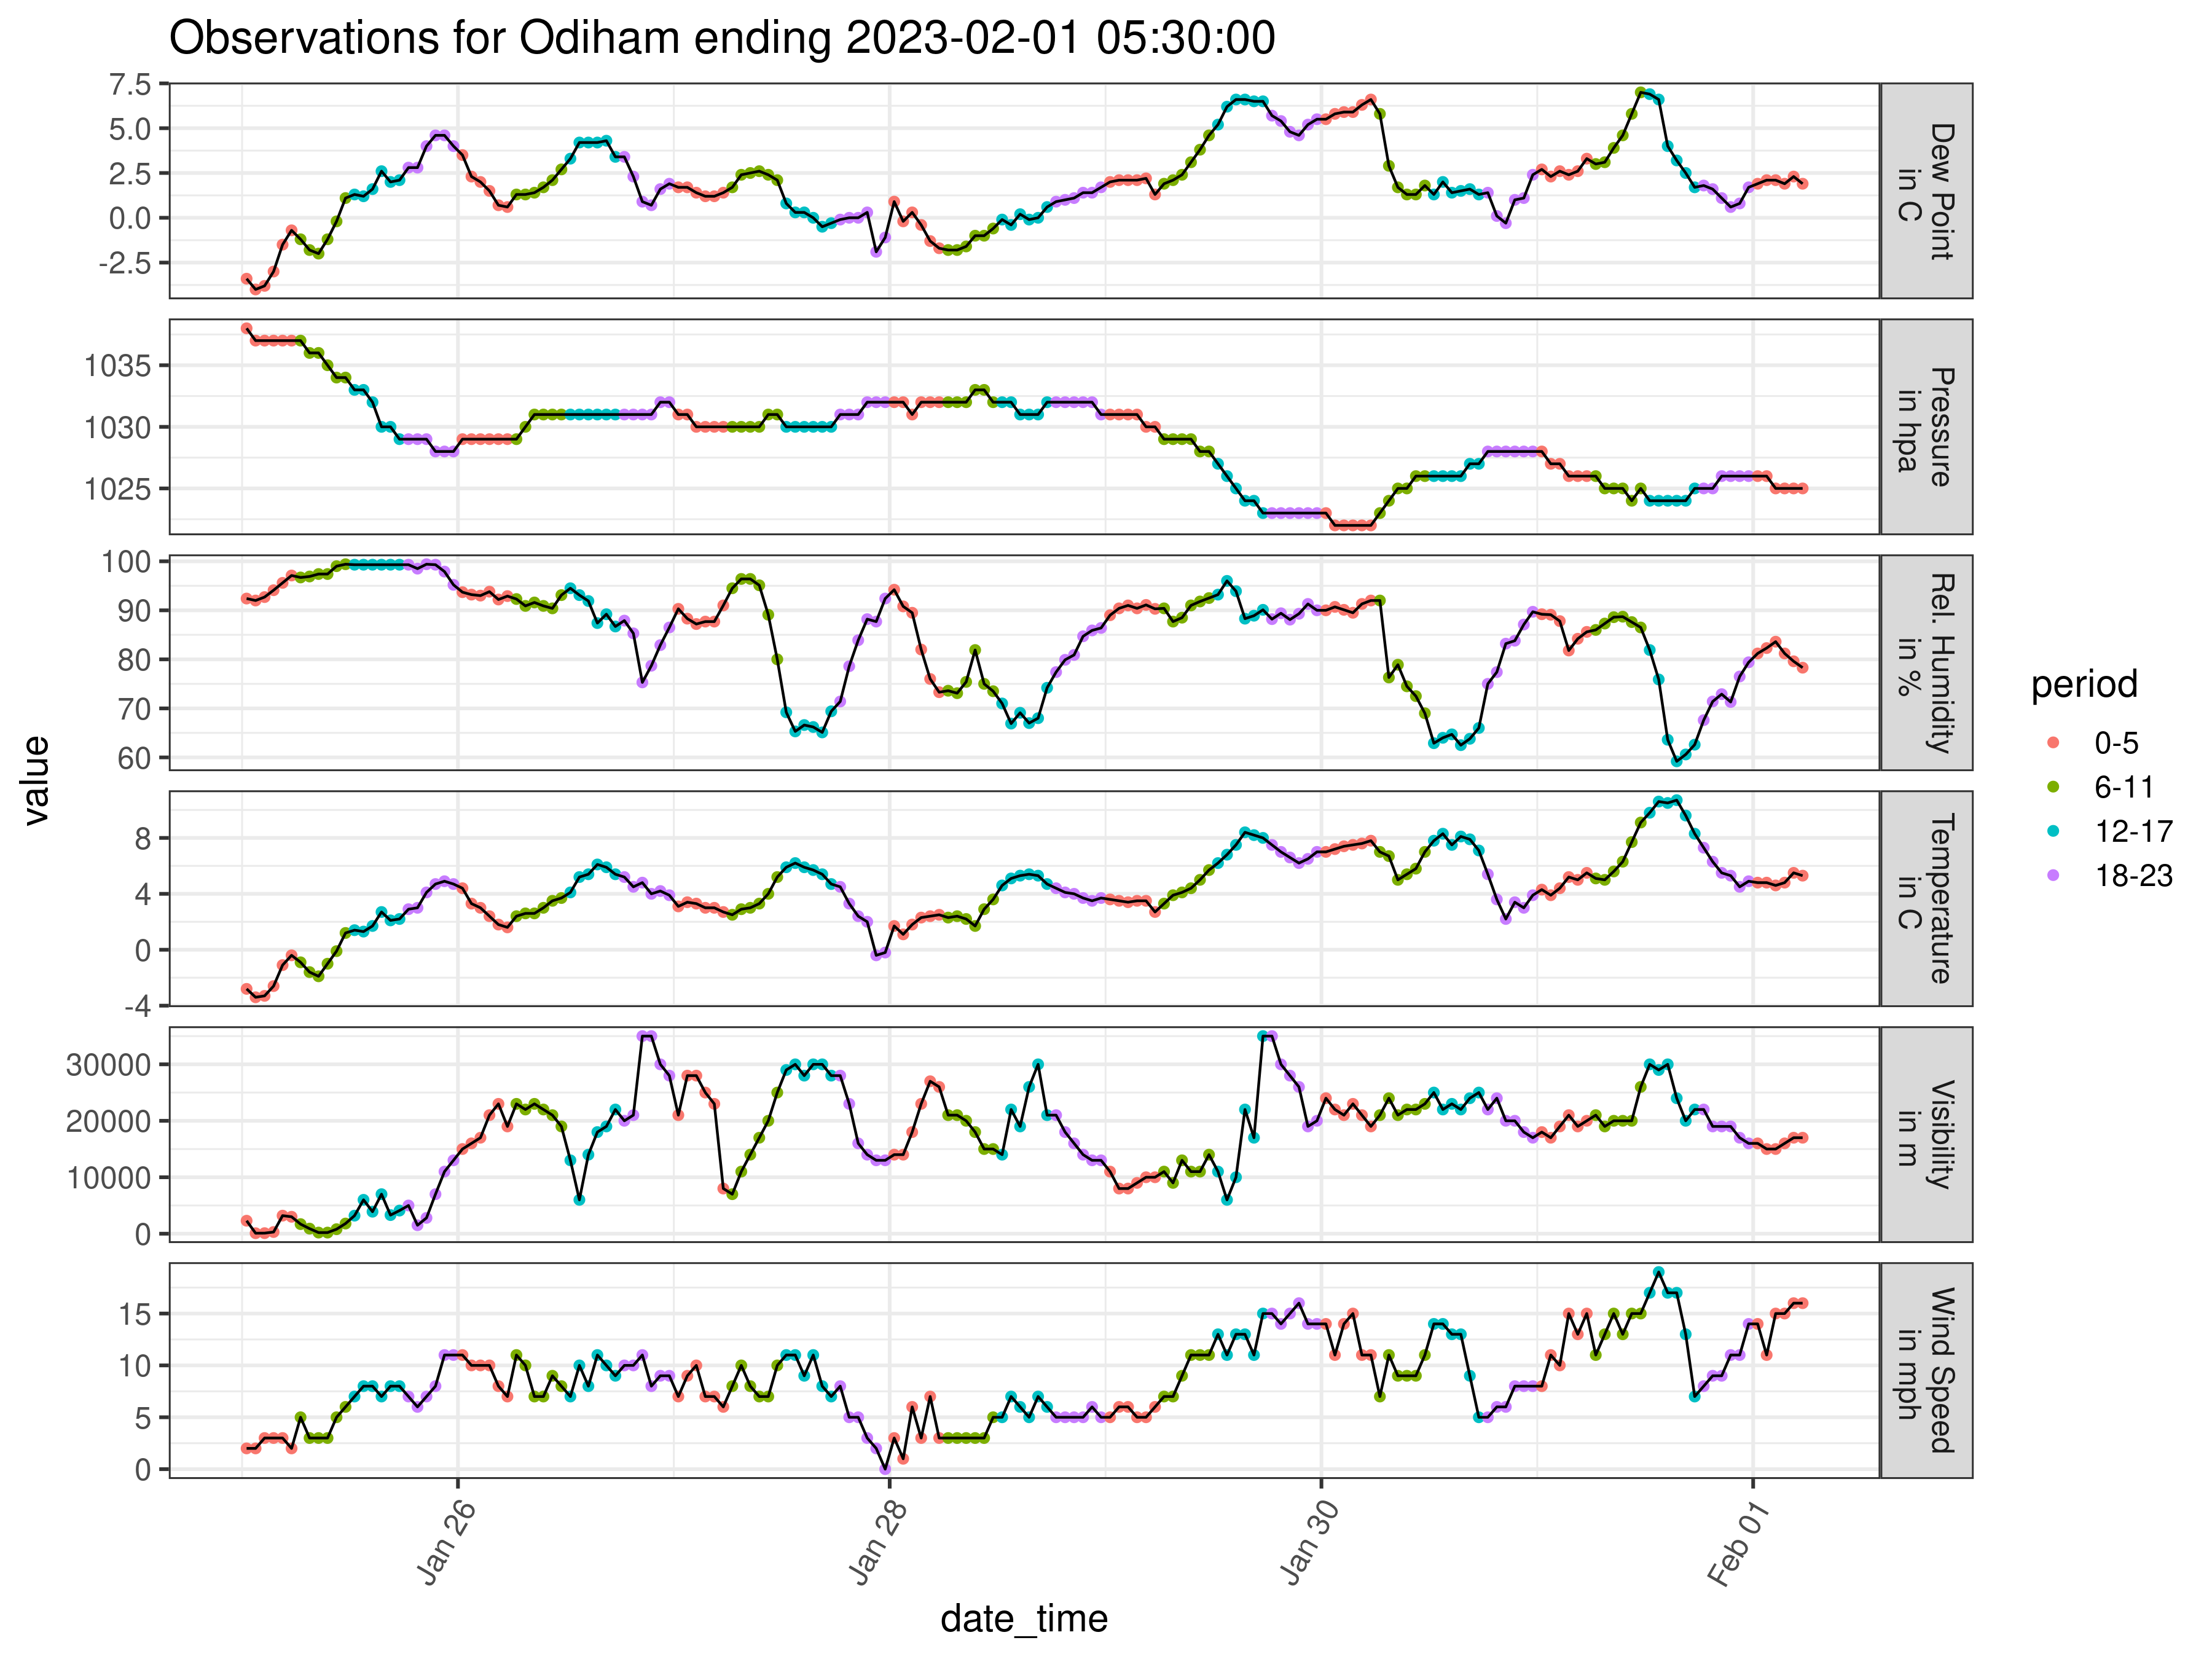 Observations for Odiham ending 2023-02-01 05:30:00
7.5
5.0
2.5
0.0
-2.5
Dew Point
in C
1035
1030
1025
Pressure
in hpa
100
90
80
70
60
Rel. Humidity
in %
8
4
0
-4
Temperature
in C
30000
20000
10000
0
Visibility
in m
15
10
5
0
Wind Speed
in mph
value
Jan 26
Jan 28
Jan 30
Feb 01
date_time
period
0-5
6-11
12-17
18-23